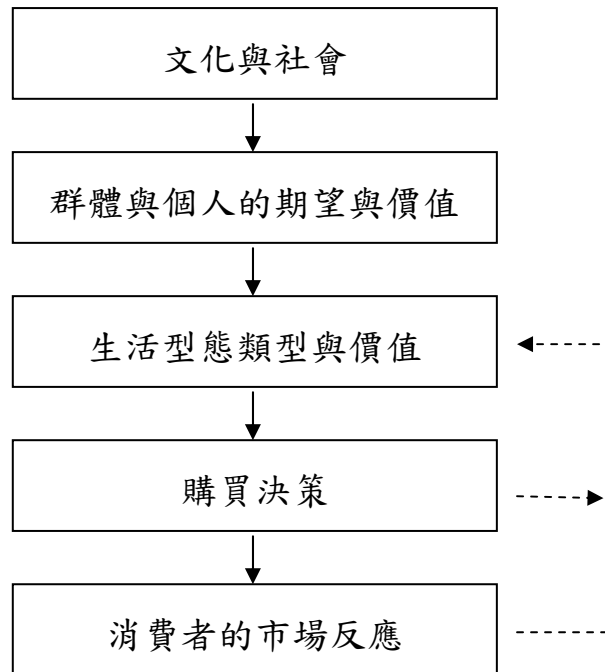 文化與社會
群體與個人的期望與價值
生活型態類型與價值
購買決策
消費者的市場反應